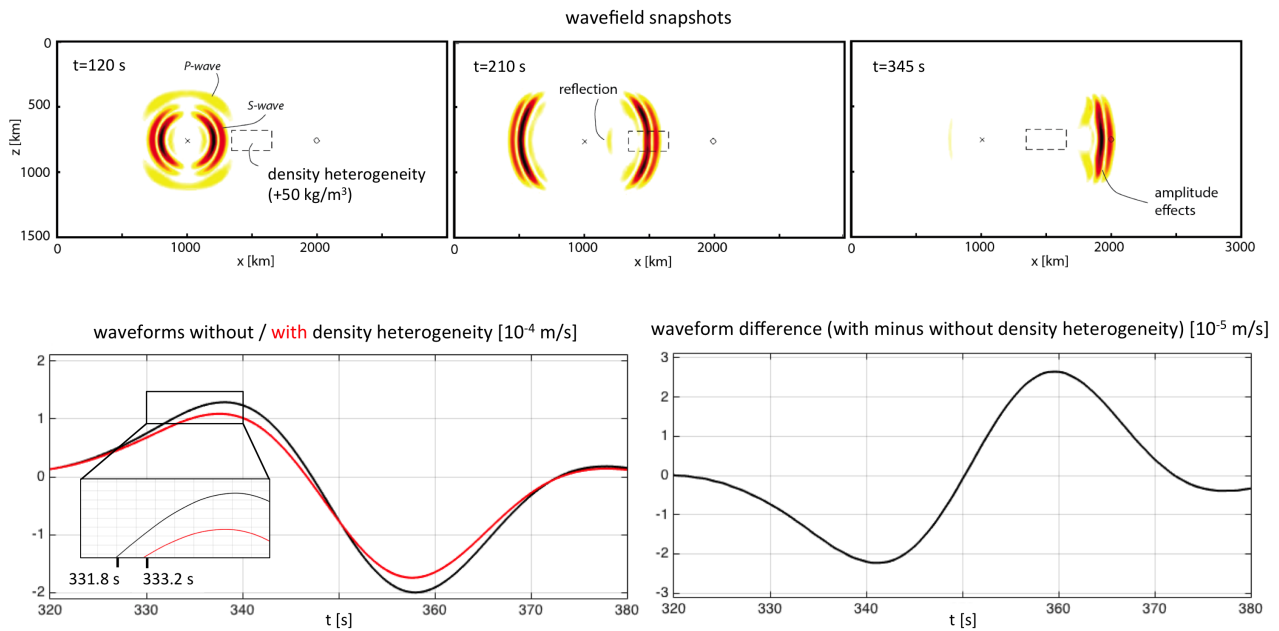 wavefield snapshots
t=120 s
P-wave
S-wave
density heterogeneity
(+50 kg/m³)
0
500
1000
1500
z [km]
0
1000
2000
x [km]
t=210 s
reflection
0
1000
2000
x [km]
t=345 s
amplitude
effects
0
1000
2000
3000
x [km]
waveforms without / with density heterogeneity [10⁻⁴ m/s]
2
1
0
-1
-2
331.8 s
333.2 s
320
330
340
360
370
380
t [s]
waveform difference (with minus without density heterogeneity) [10⁻⁵ m/s]
3
2
1
0
-1
-2
-3
320
330
340
350
360
370
380
t [s]